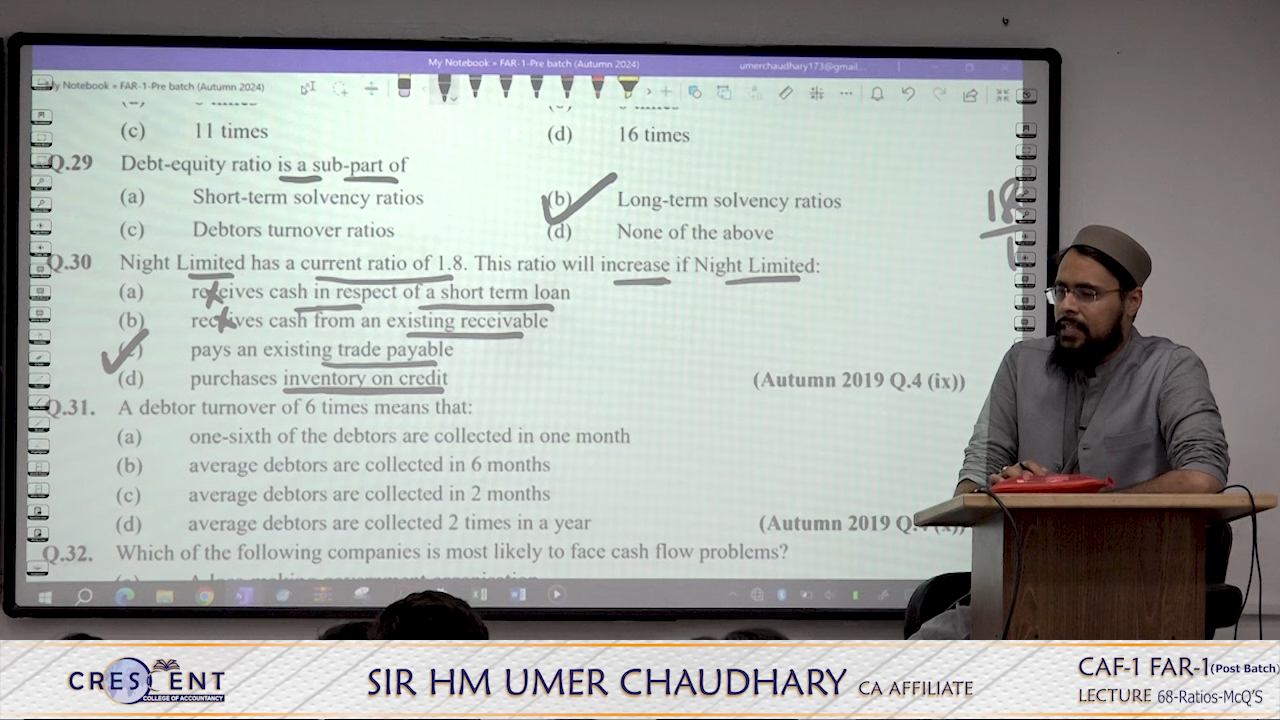 My Notebook » FAR-1-Pre batch (Autumn 2024)
umerchaudhary173@gmail...
My Notebook » FAR-1-Pre batch (Autumn 2024)
(c) 11 times (d) 16 times
Q.29 Debt-equity ratio is a sub-part of
(a) Short-term solvency ratios (b) Long-term solvency ratios
(c) Debtors turnover ratios (d) None of the above
18
Q.30 Night Limited has a current ratio of 1.8. This ratio will increase if Night Limited:
(a) receives cash in respect of a short term loan
(b) receives cash from an existing receivable
pays an existing trade payable
(d) purchases inventory on credit (Autumn 2019 Q.4 (ix))
Q.31. A debtor turnover of 6 times means that:
(a) one-sixth of the debtors are collected in one month
(b) average debtors are collected in 6 months
(c) average debtors are collected in 2 months
(d) average debtors are collected 2 times in a year (Autumn 2019
Q.32. Which of the following companies is most likely to face cash flow problems?
CRESCENT
COLLEGE OF ACCOUNTANCY
SIR HM UMER CHAUDHARY CA AFFILIATE
CAF-1 FAR-1(Post Batch)
LECTURE 68-Ratios-McQ'S